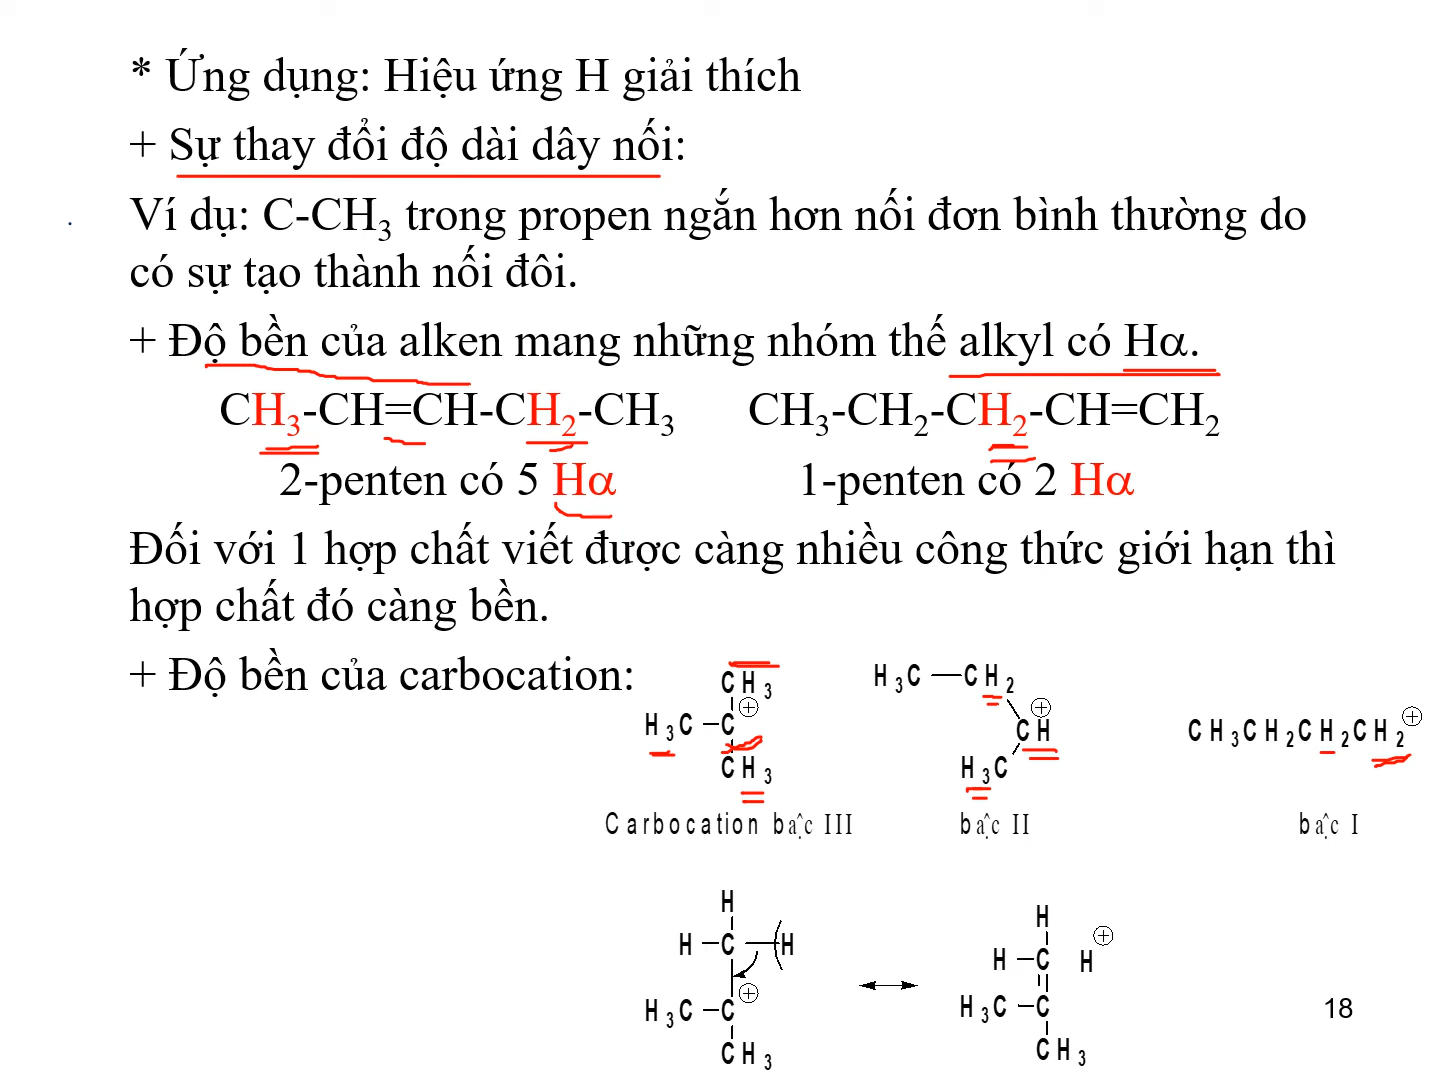 * Ứng dụng: Hiệu ứng H giải thích
+ Sự thay đổi độ dài dây nối:
Ví dụ: C-CH₃ trong propen ngắn hơn nối đơn bình thường do
có sự tạo thành nối đôi.
+ Độ bền của alken mang những nhóm thế alkyl có Hα.
CH₃-CH=CH-CH₂-CH₃ CH₃-CH₂-CH₂-CH=CH₂
2-penten có 5 Hα 1-penten có 2 Hα
Đối với 1 hợp chất viết được càng nhiều công thức giới hạn thì
hợp chất đó càng bền.
+ Độ bền của carbocation:
CH₃ H₃C—CH₂
⊕ ⊕ ⊕
H₃C–C CH CH₃CH₂CH₂CH₂
CH₃ H₃C
Carbocation bậc III bậc II bậc I
H H
H–C–(H H–C H⊕
⊕
H₃C–C H₃C–C
CH₃ CH₃
18